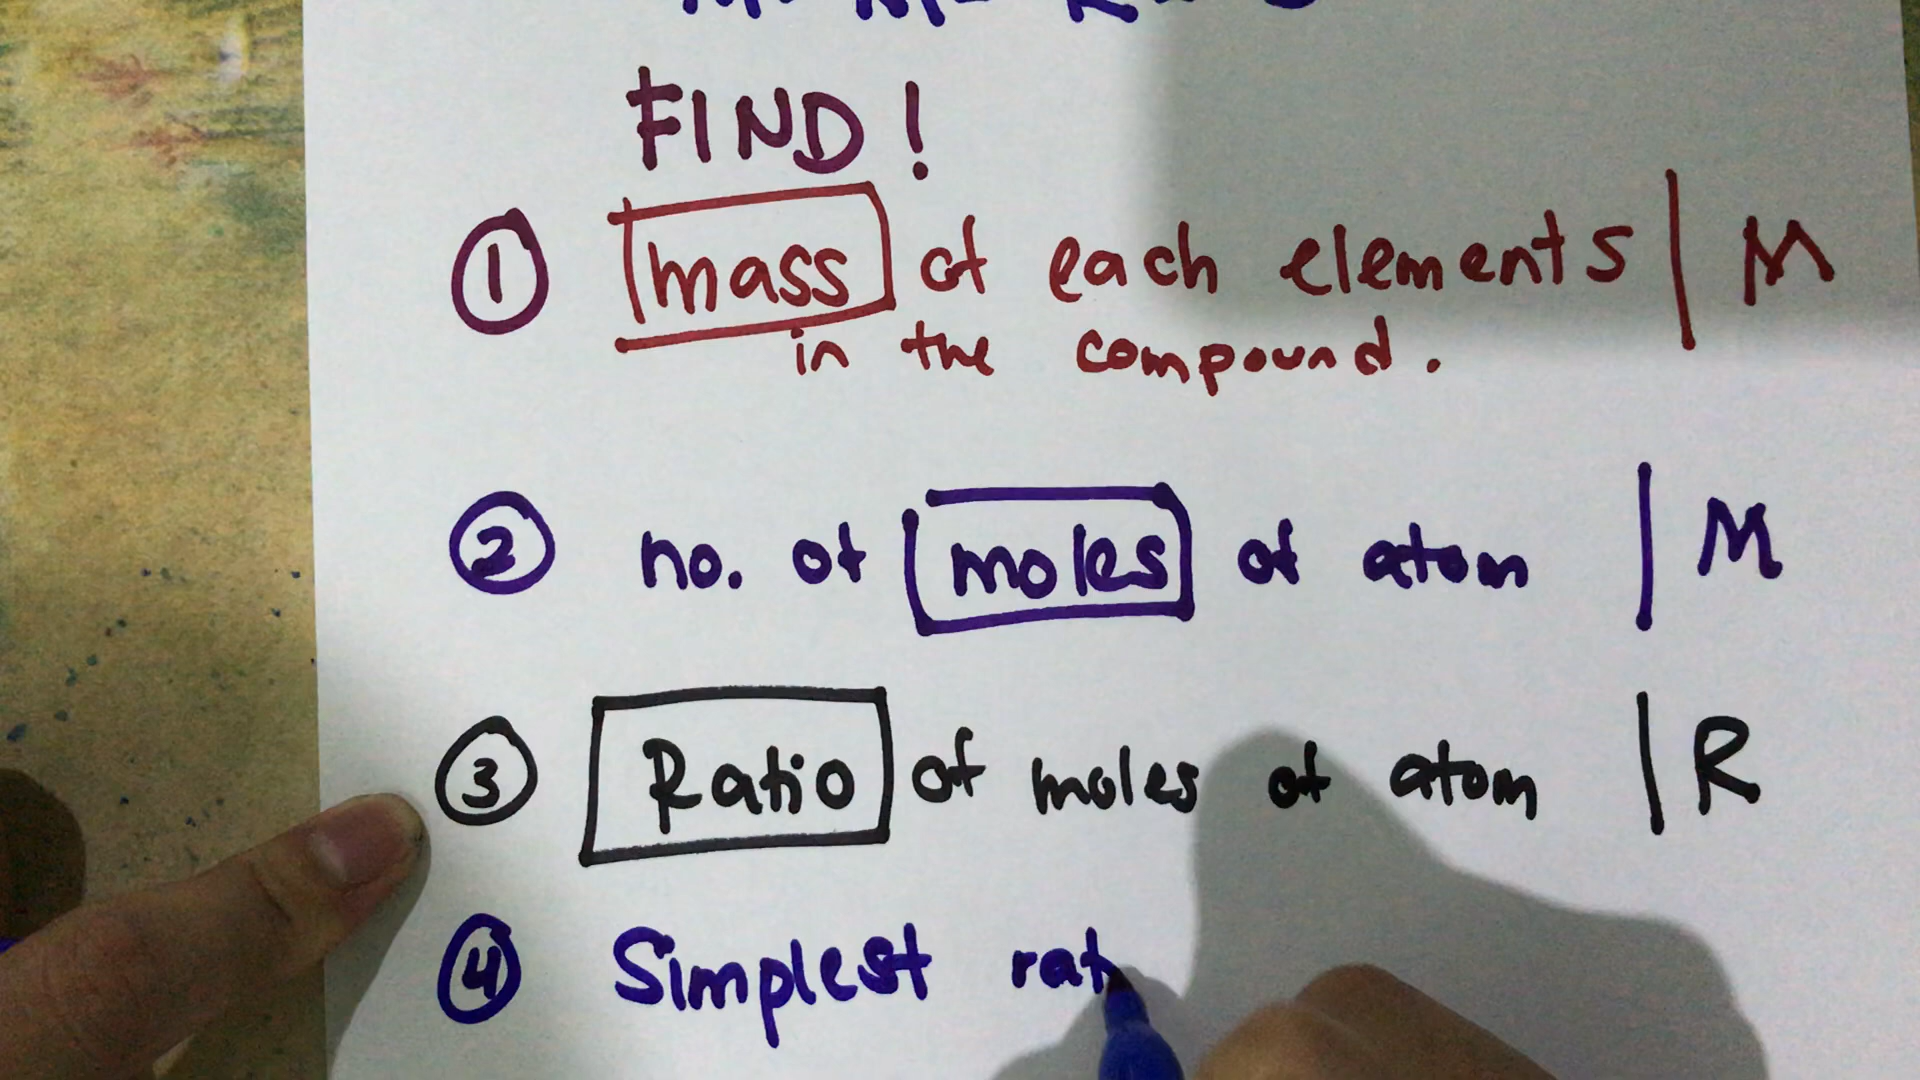 FIND!
① mass of each elements | M
in the compound.
② no. of moles of atom | M
③ Ratio of moles of atom | R
④ Simplest rat